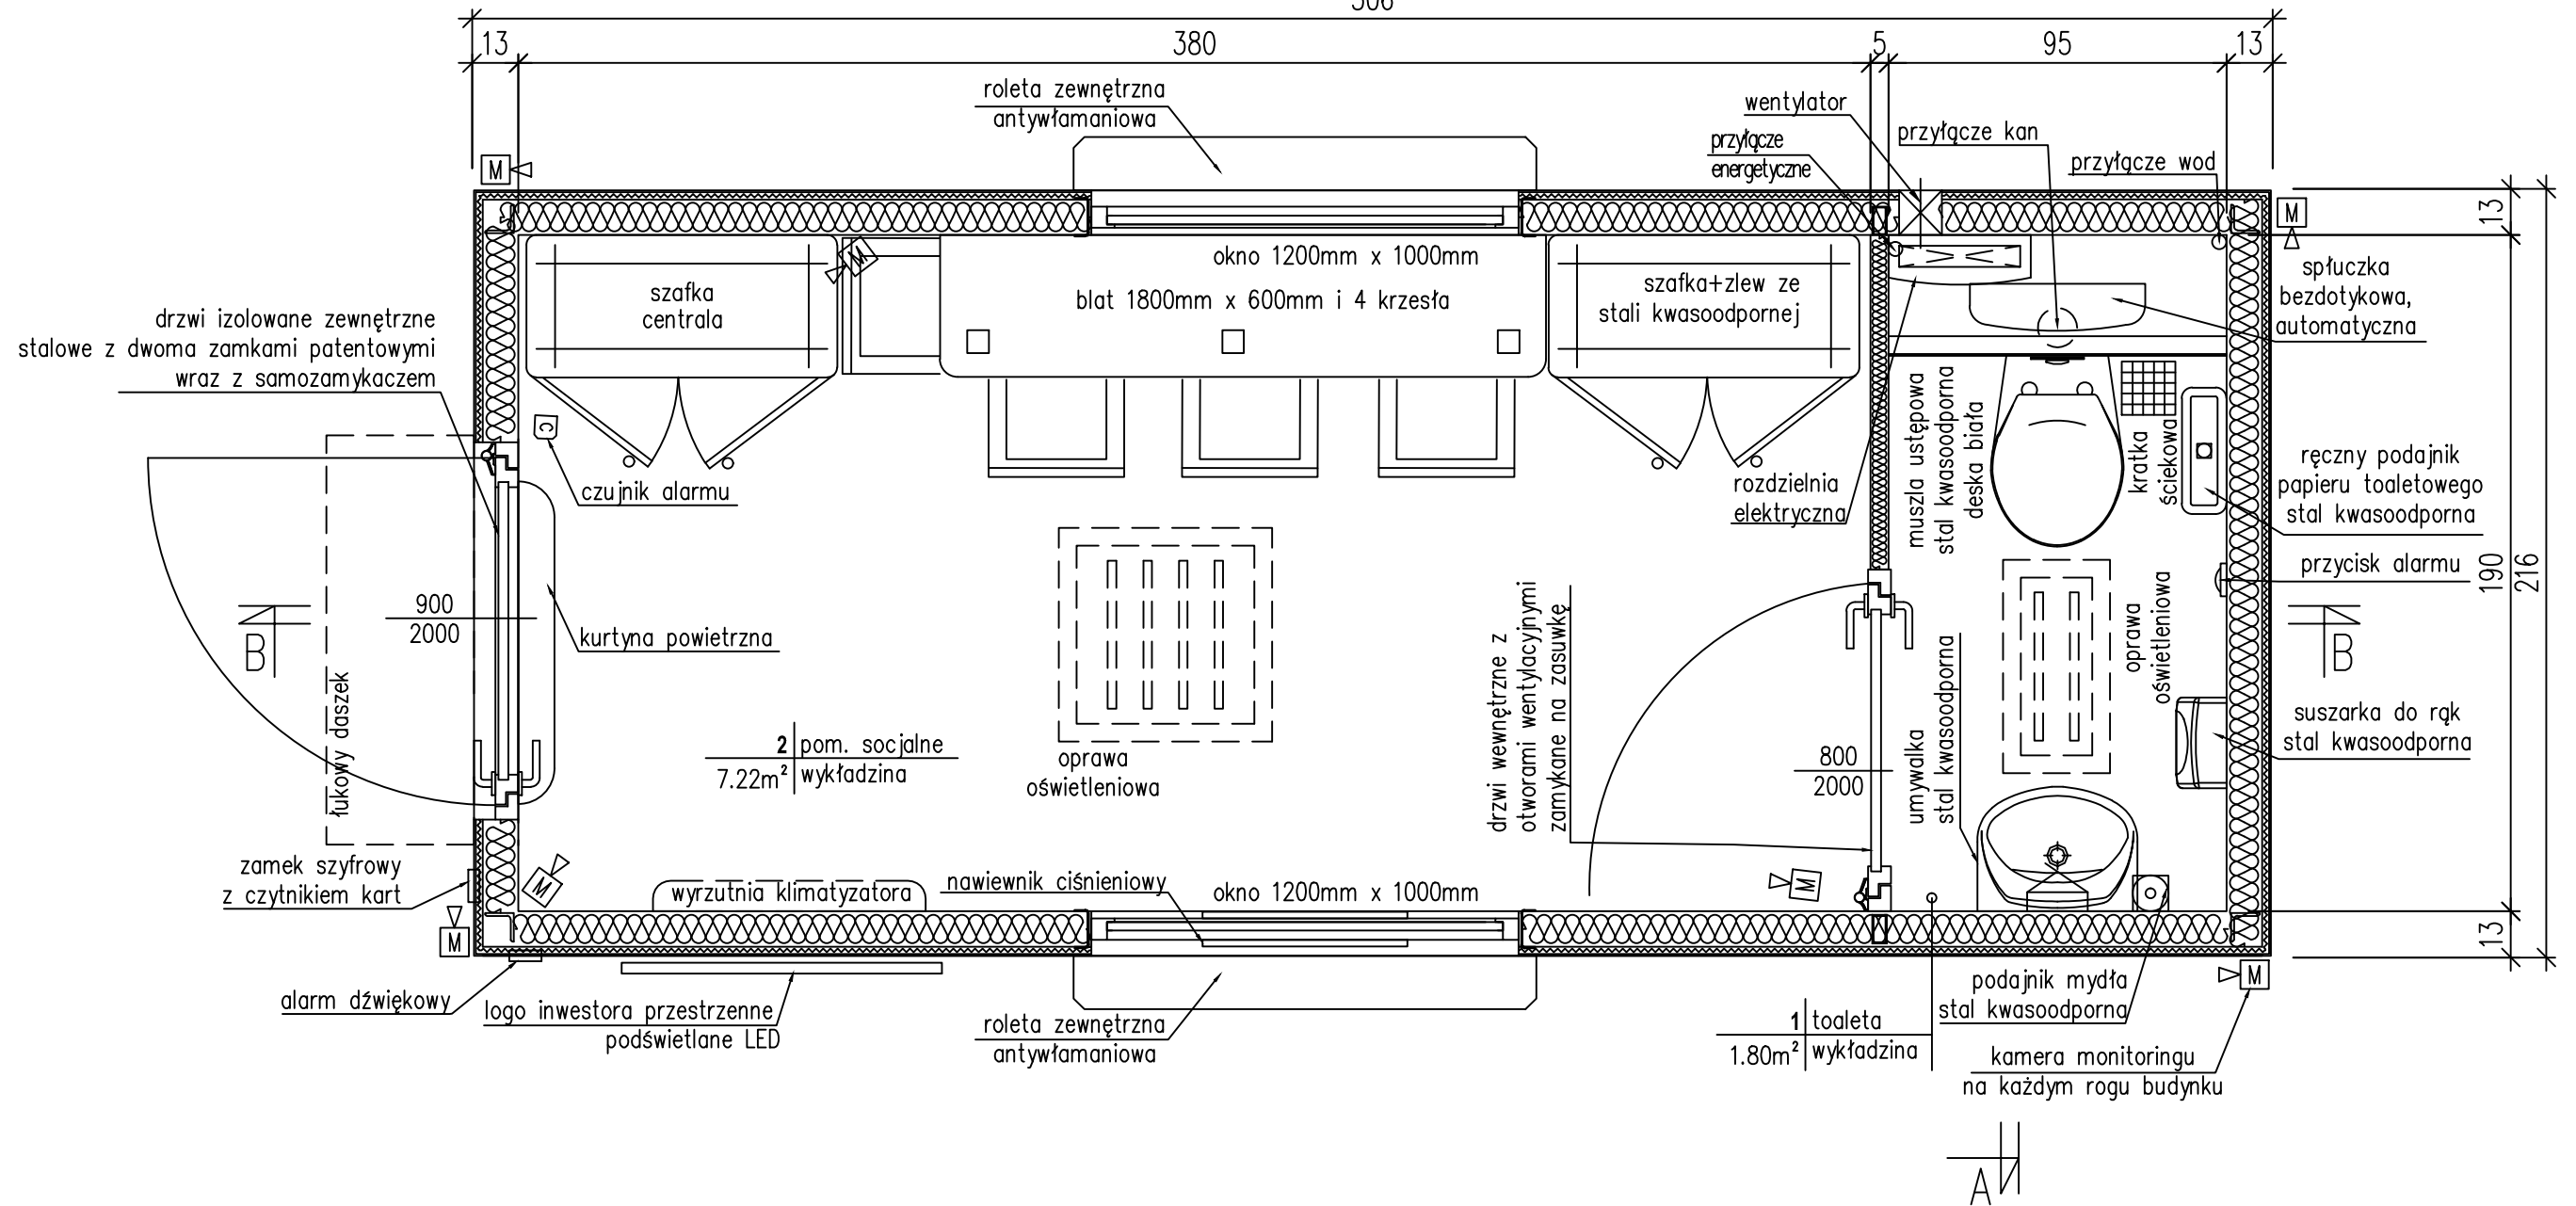 13
380
5
95
13
roleta zewnętrzna
antywłamaniowa
wentylator
przyłącze
energetyczne
przyłącze kan
przyłącze wod
M
M
13
190
216
13
szafka
centrala
M
okno 1200mm x 1000mm
blat 1800mm x 600mm i 4 krzesła
szafka+zlew ze
stali kwasoodpornej
spłuczka
bezdotykowa,
automatyczna
drzwi izolowane zewnętrzne
stalowe z dwoma zamkami patentowymi
wraz z samozamykaczem
C
czujnik alarmu
rozdzielnia
elektryczna
muszla ustępowa
stal kwasoodporna
deska biała
kratka
ściekowa
ręczny podajnik
papieru toaletowego
stal kwasoodporna
przycisk alarmu
900
2000
B
kurtyna powietrzna
łukowy daszek
2 pom. socjalne
7.22m² wykładzina
oprawa
oświetleniowa
drzwi wewnętrzne z
otworami wentylacyjnymi
zamykane na zasuwkę
800
2000
umywalka
stal kwasoodporna
oprawa
oświetleniowa
B
suszarka do rąk
stal kwasoodporna
zamek szyfrowy
z czytnikiem kart
M
M
wyrzutnia klimatyzatora
nawiewnik ciśnieniowy
okno 1200mm x 1000mm
M
alarm dźwiękowy
logo inwestora przestrzenne
podświetlane LED
roleta zewnętrzna
antywłamaniowa
1 toaleta
1.80m² wykładzina
podajnik mydła
stal kwasoodporna
M
kamera monitoringu
na każdym rogu budynku
A